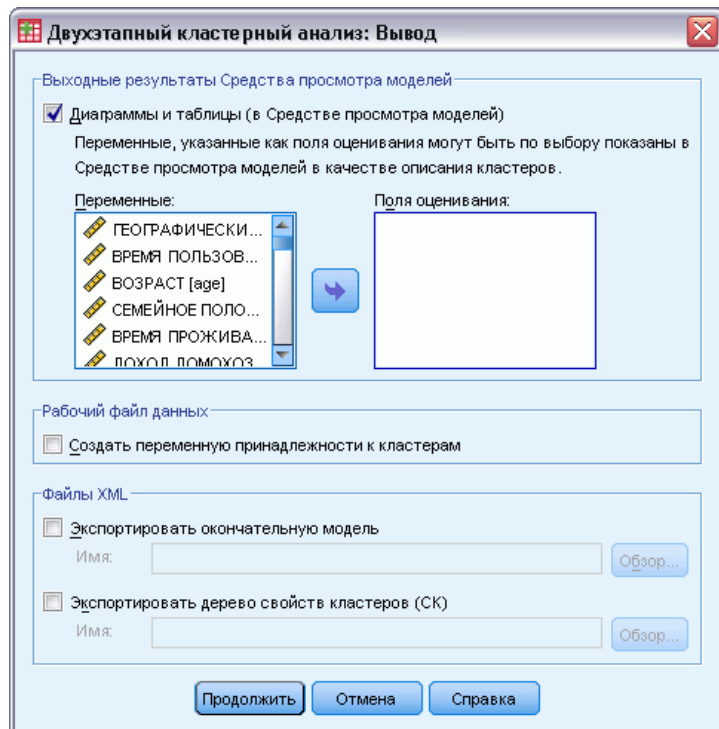 Двухэтапный кластерный анализ: Вывод
Выходные результаты Средства просмотра моделей
Диаграммы и таблицы (в Средстве просмотра моделей)
Переменные, указанные как поля оценивания могут быть по выбору показаны в
Средстве просмотра моделей в качестве описания кластеров.
Переменные:
Поля оценивания:
ГЕОГРАФИЧЕСКИ...
ВРЕМЯ ПОЛЬЗОВ...
ВОЗРАСТ [age]
СЕМЕЙНОЕ ПОЛО...
ВРЕМЯ ПРОЖИВА...
ДОХОД ДОМОХОЗ...
Рабочий файл данных
Создать переменную принадлежности к кластерам
Файлы XML
Экспортировать окончательную модель
Имя:
Обзор...
Экспортировать дерево свойств кластеров (СК)
Имя:
Обзор...
Продолжить
Отмена
Справка